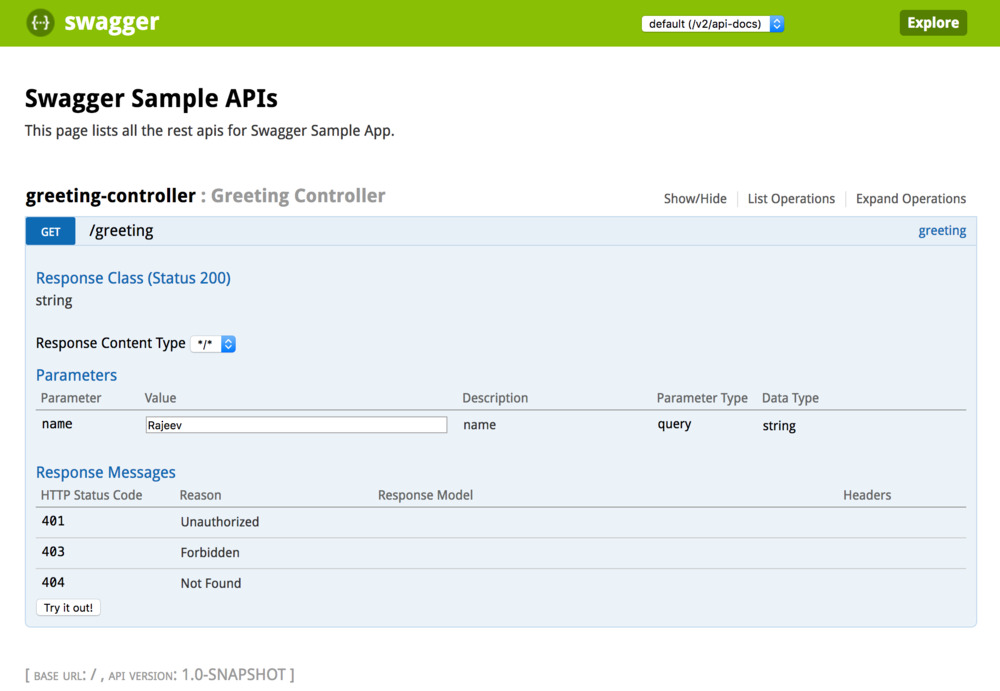 {···} swagger default (/v2/api-docs) Explore
Swagger Sample APIs
This page lists all the rest apis for Swagger Sample App.
greeting-controller : Greeting Controller Show/Hide List Operations Expand Operations
GET /greeting greeting
Response Class (Status 200)
string
Response Content Type */*
Parameters
Parameter Value Description Parameter Type Data Type
name Rajeev name query string
Response Messages
HTTP Status Code Reason Response Model Headers
401 Unauthorized
403 Forbidden
404 Not Found
Try it out!
[ BASE URL: / , API VERSION: 1.0-SNAPSHOT ]